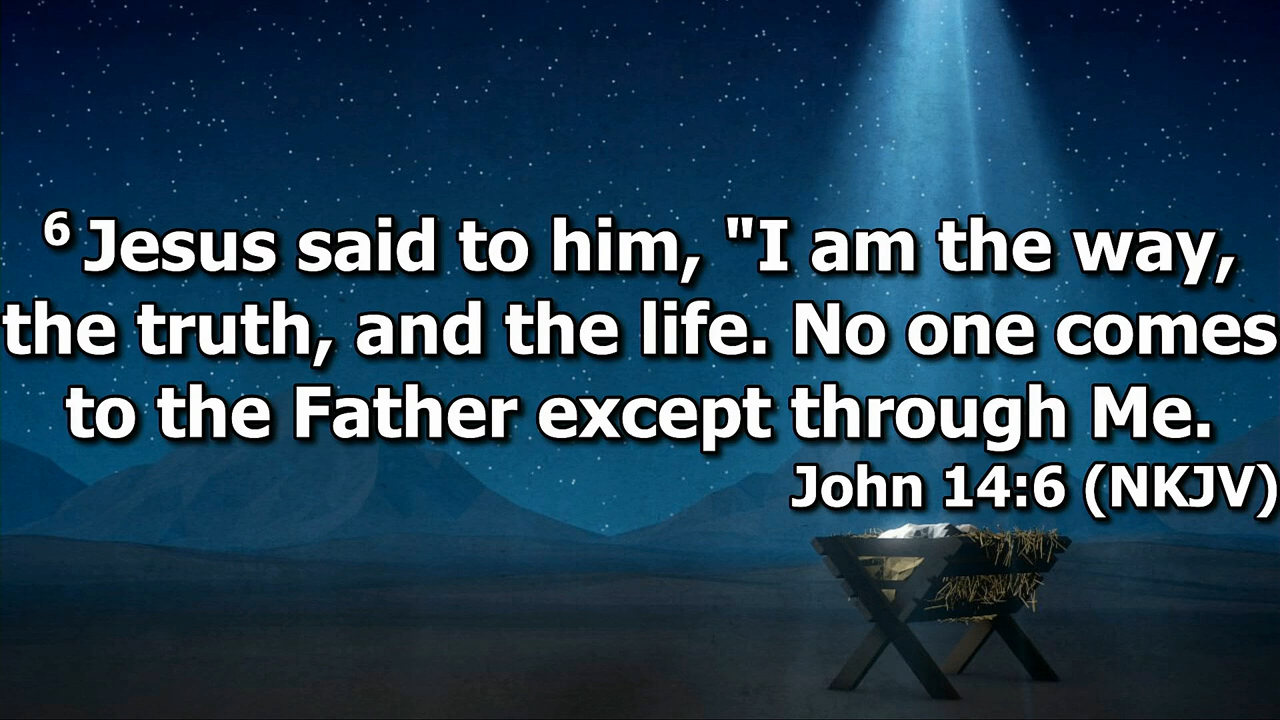 6 Jesus said to him, "I am the way,
the truth, and the life. No one comes
to the Father except through Me.
John 14:6 (NKJV)